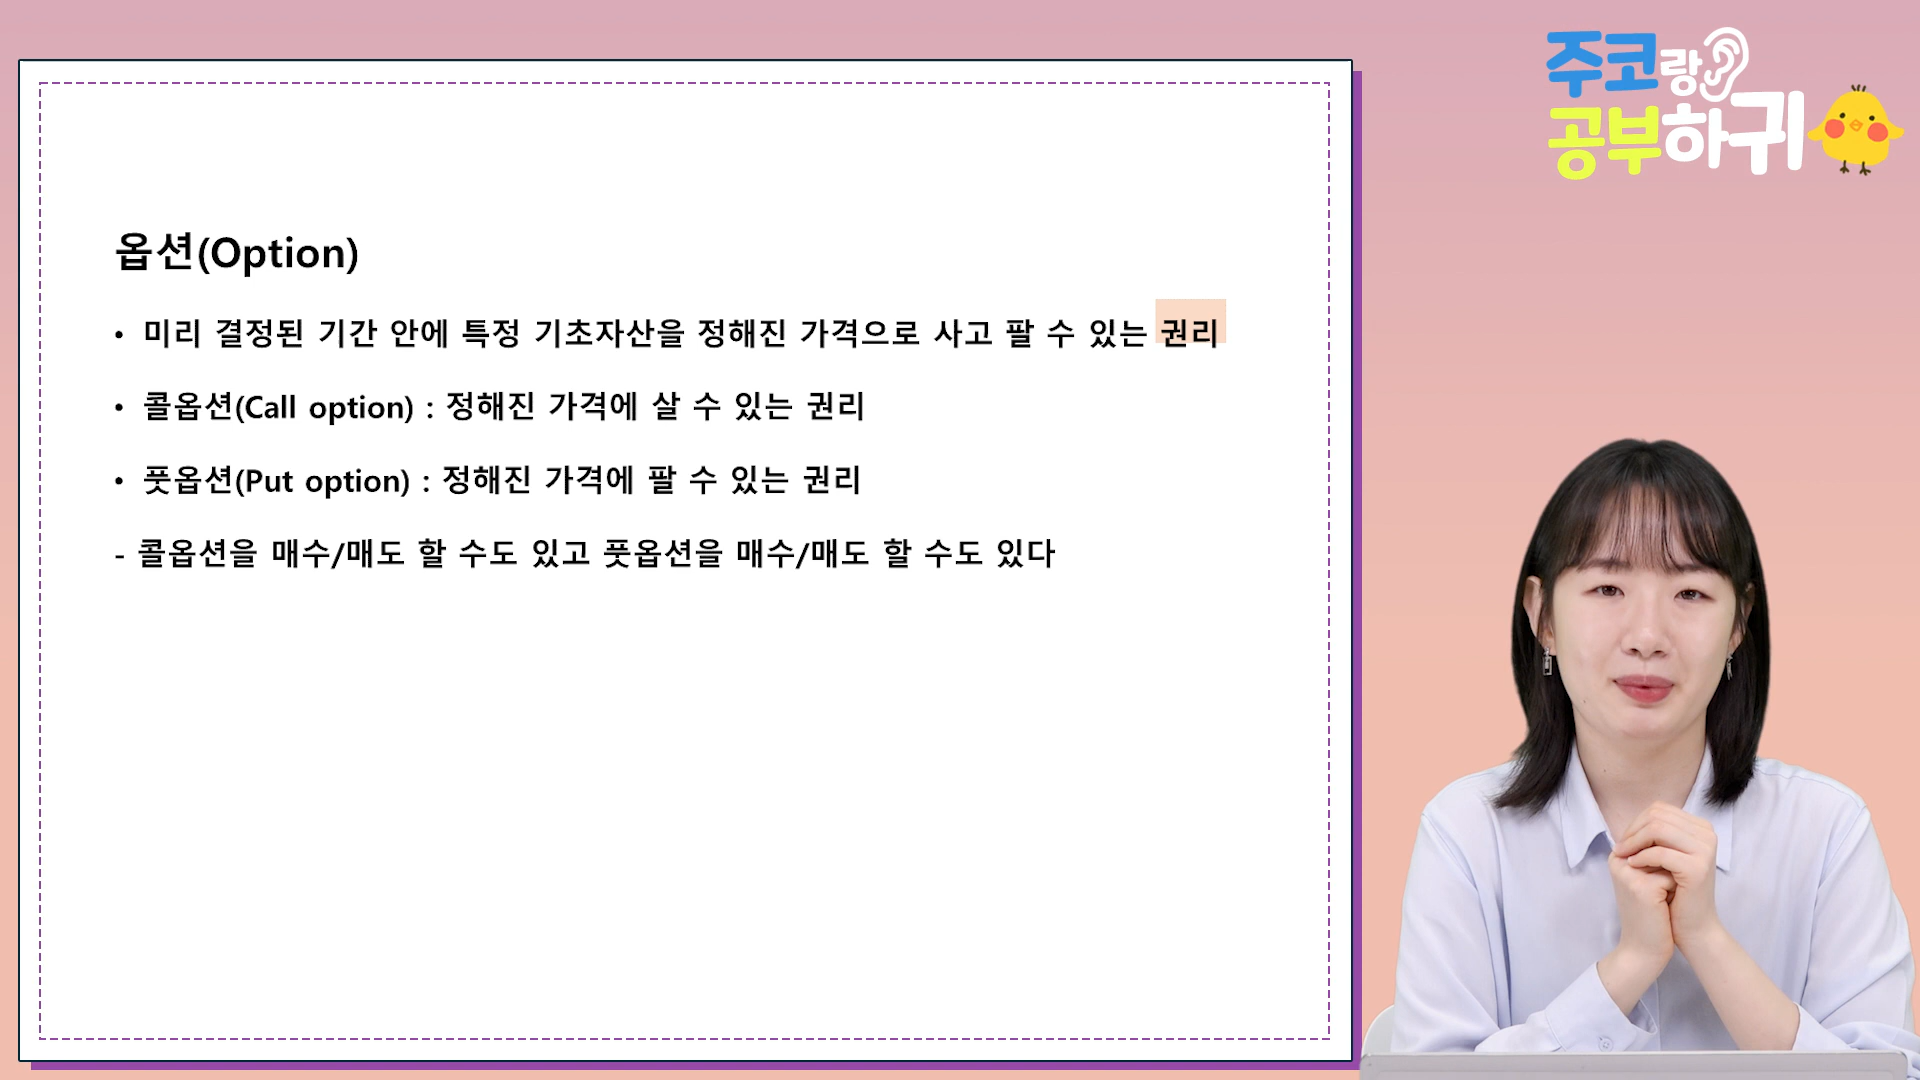 주코랑
공부하귀
옵션(Option)
• 미리 결정된 기간 안에 특정 기초자산을 정해진 가격으로 사고 팔 수 있는 권리
• 콜옵션(Call option) : 정해진 가격에 살 수 있는 권리
• 풋옵션(Put option) : 정해진 가격에 팔 수 있는 권리
- 콜옵션을 매수/매도 할 수도 있고 풋옵션을 매수/매도 할 수도 있다